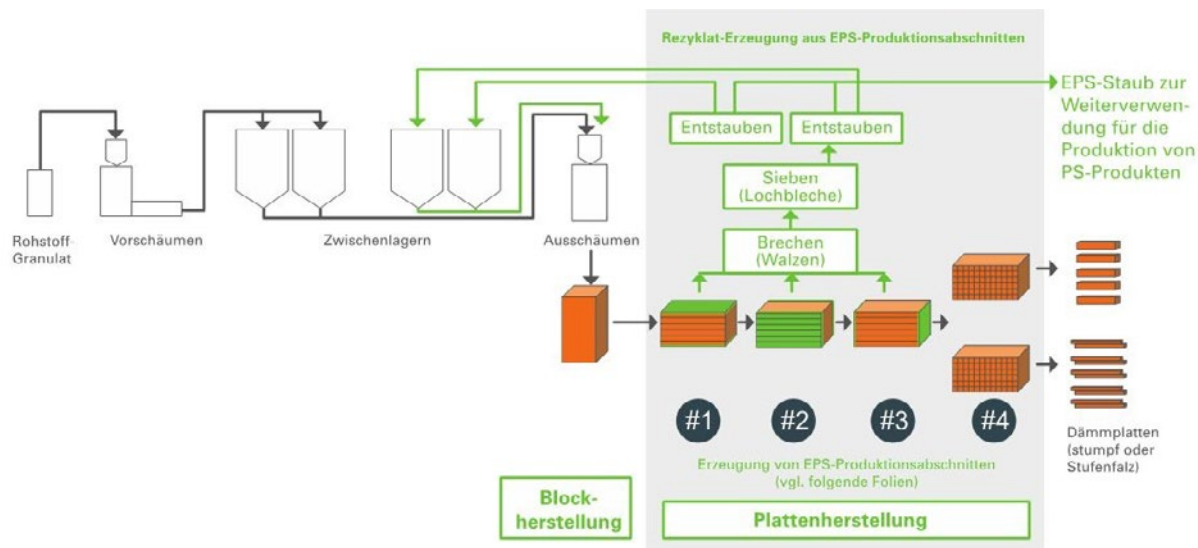 Rezyklat-Erzeugung aus EPS-Produktionsabschnitten
EPS-Staub zur
Weiterverwen-
dung für die
Produktion von
PS-Produkten
Entstauben
Entstauben
Sieben
(Lochbleche)
Brechen
(Walzen)
Rohstoff-
Granulat
Vorschäumen
Zwischenlagern
Ausschäumen
#1
#2
#3
#4
Dämmplatten
(stumpf oder
Stufenfalz)
Erzeugung von EPS-Produktionsabschnitten
(vgl. folgende Folien)
Block-
herstellung
Plattenherstellung